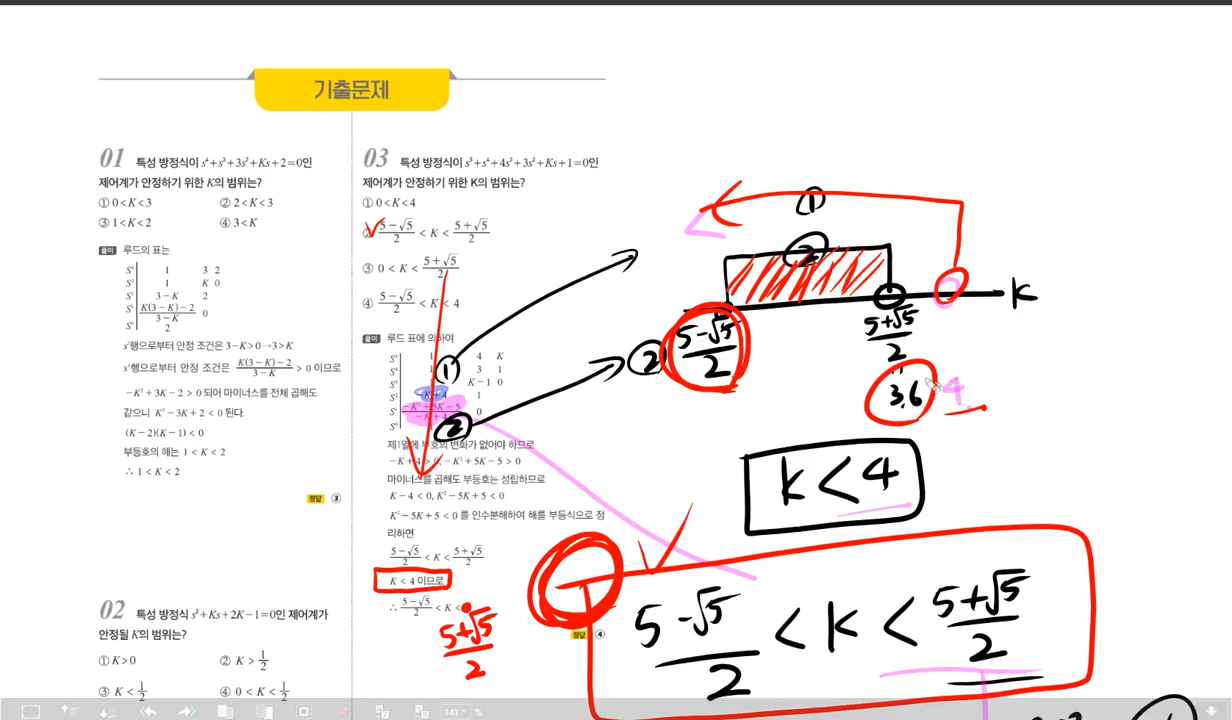 기출문제
01 특성 방정식이 s⁴+s³+3s²+Ks+2=0인
제어계가 안정하기 위한 K의 범위는?
① 0<K<3 ② 2<K<3
③ 1<K<2 ④ 3<K
풀이 루드의 표는
S⁴ 1 3 2
S³ 1 K 0
S² 3-K 2
S¹ K(3-K)-2 / 3-K 0
S⁰ 2
s²행으로부터 안정 조건은 3-K>0→3>K
s¹행으로부터 안정 조건은 K(3-K)-2 / 3-K >0 이므로
-K²+3K-2>0 되어 마이너스를 전체 곱해도
같으니 K²-3K+2<0 된다.
(K-2)(K-1)<0
부등호의 해는 1<K<2
∴ 1<K<2
정답 ③
02 특성 방정식 s²+Ks+2K-1=0인 제어계가
안정될 K의 범위는?
① K>0 ② K>1/2
③ K<1/2 ④ 0<K<1/2
03 특성 방정식이 s⁵+s⁴+4s³+3s²+Ks+1=0인
제어계가 안정하기 위한 K의 범위는?
① 0<K<4
② 5-√5/2 <K< 5+√5/2
③ 0<K< 5+√5/2
④ 5-√5/2 <K<4
풀이 루드 표에 의하여
S⁵ 1 4 K
S⁴ 3 1
S³ K-1 0
S² -K+4 1
S¹ -K²+5K-5 / -K+4 0
S⁰
제1열에 부호의 변화가 없어야 하므로
-K+4>0, -K²+5K-5>0
마이너스를 곱해도 부등호는 성립하므로
K-4<0, K²-5K+5<0
K²-5K+5<0 를 인수분해하여 해를 부등식으로 정
리하면
5-√5/2 <K< 5+√5/2
K<4 이므로
∴ 5-√5/2 <K<
5+√5/2
정답 ④
①
②
①
②
K
② 5-√5/2
5+√5/2
3.6 4
K<4
5-√5/2 < K < 5+√5/2
141 %